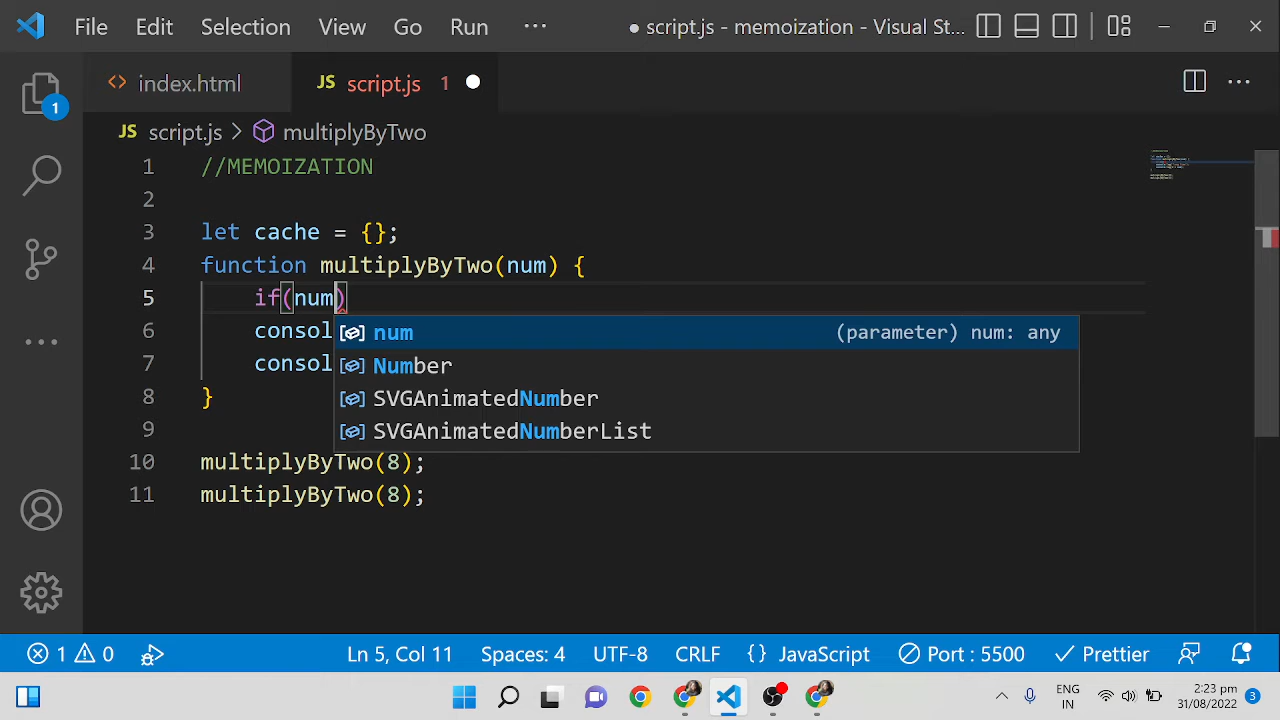 File Edit Selection View Go Run ··· ● script.js - memoization - Visual St...
1
<> index.html JS script.js 1 ●
JS script.js > multiplyByTwo
1 //MEMOIZATION
2
3 let cache = {};
4 function multiplyByTwo(num) {
5 if(num)
6 consol
7 consol
8 }
9
10 multiplyByTwo(8);
11 multiplyByTwo(8);
num (parameter) num: any
Number
SVGAnimatedNumber
SVGAnimatedNumberList
1 0 Ln 5, Col 11 Spaces: 4 UTF-8 CRLF {} JavaScript Port : 5500 Prettier
ENG
IN
2:23 pm
31/08/2022
3